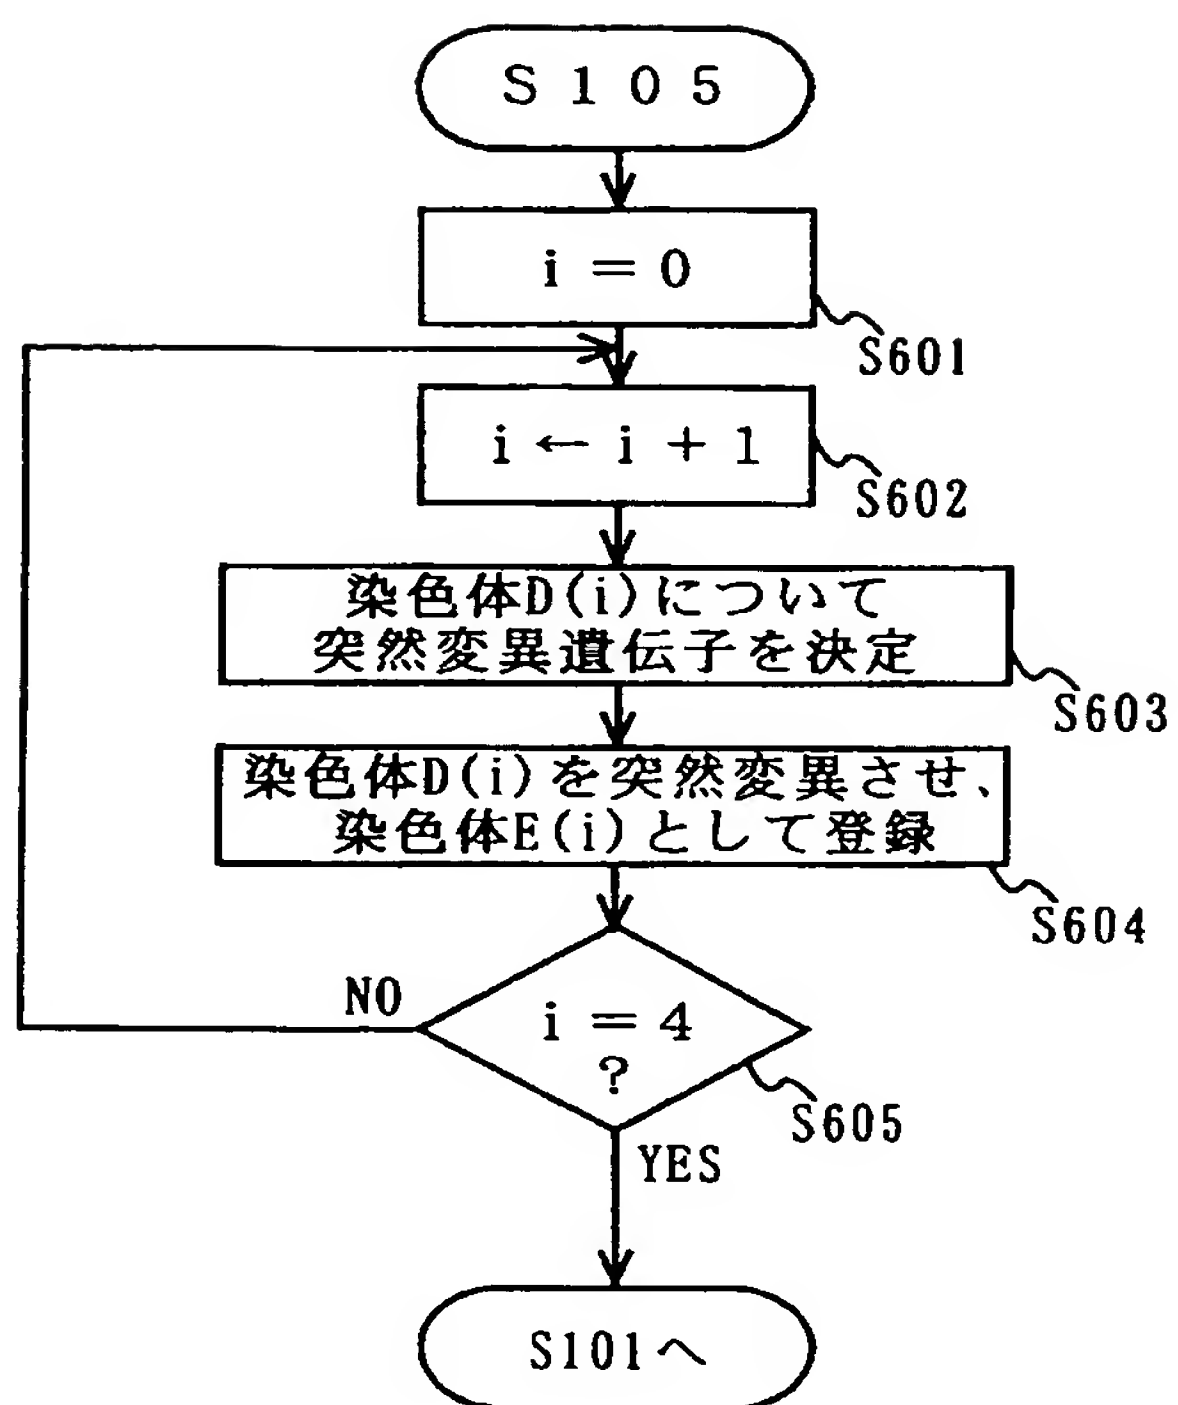 S105
i = 0
S601
i ← i + 1
S602
染色体D(i)について
突然変異遺伝子を決定
S603
染色体D(i)を突然変異させ、
染色体E(i)として登録
S604
NO
i = 4
?
S605
YES
S101へ